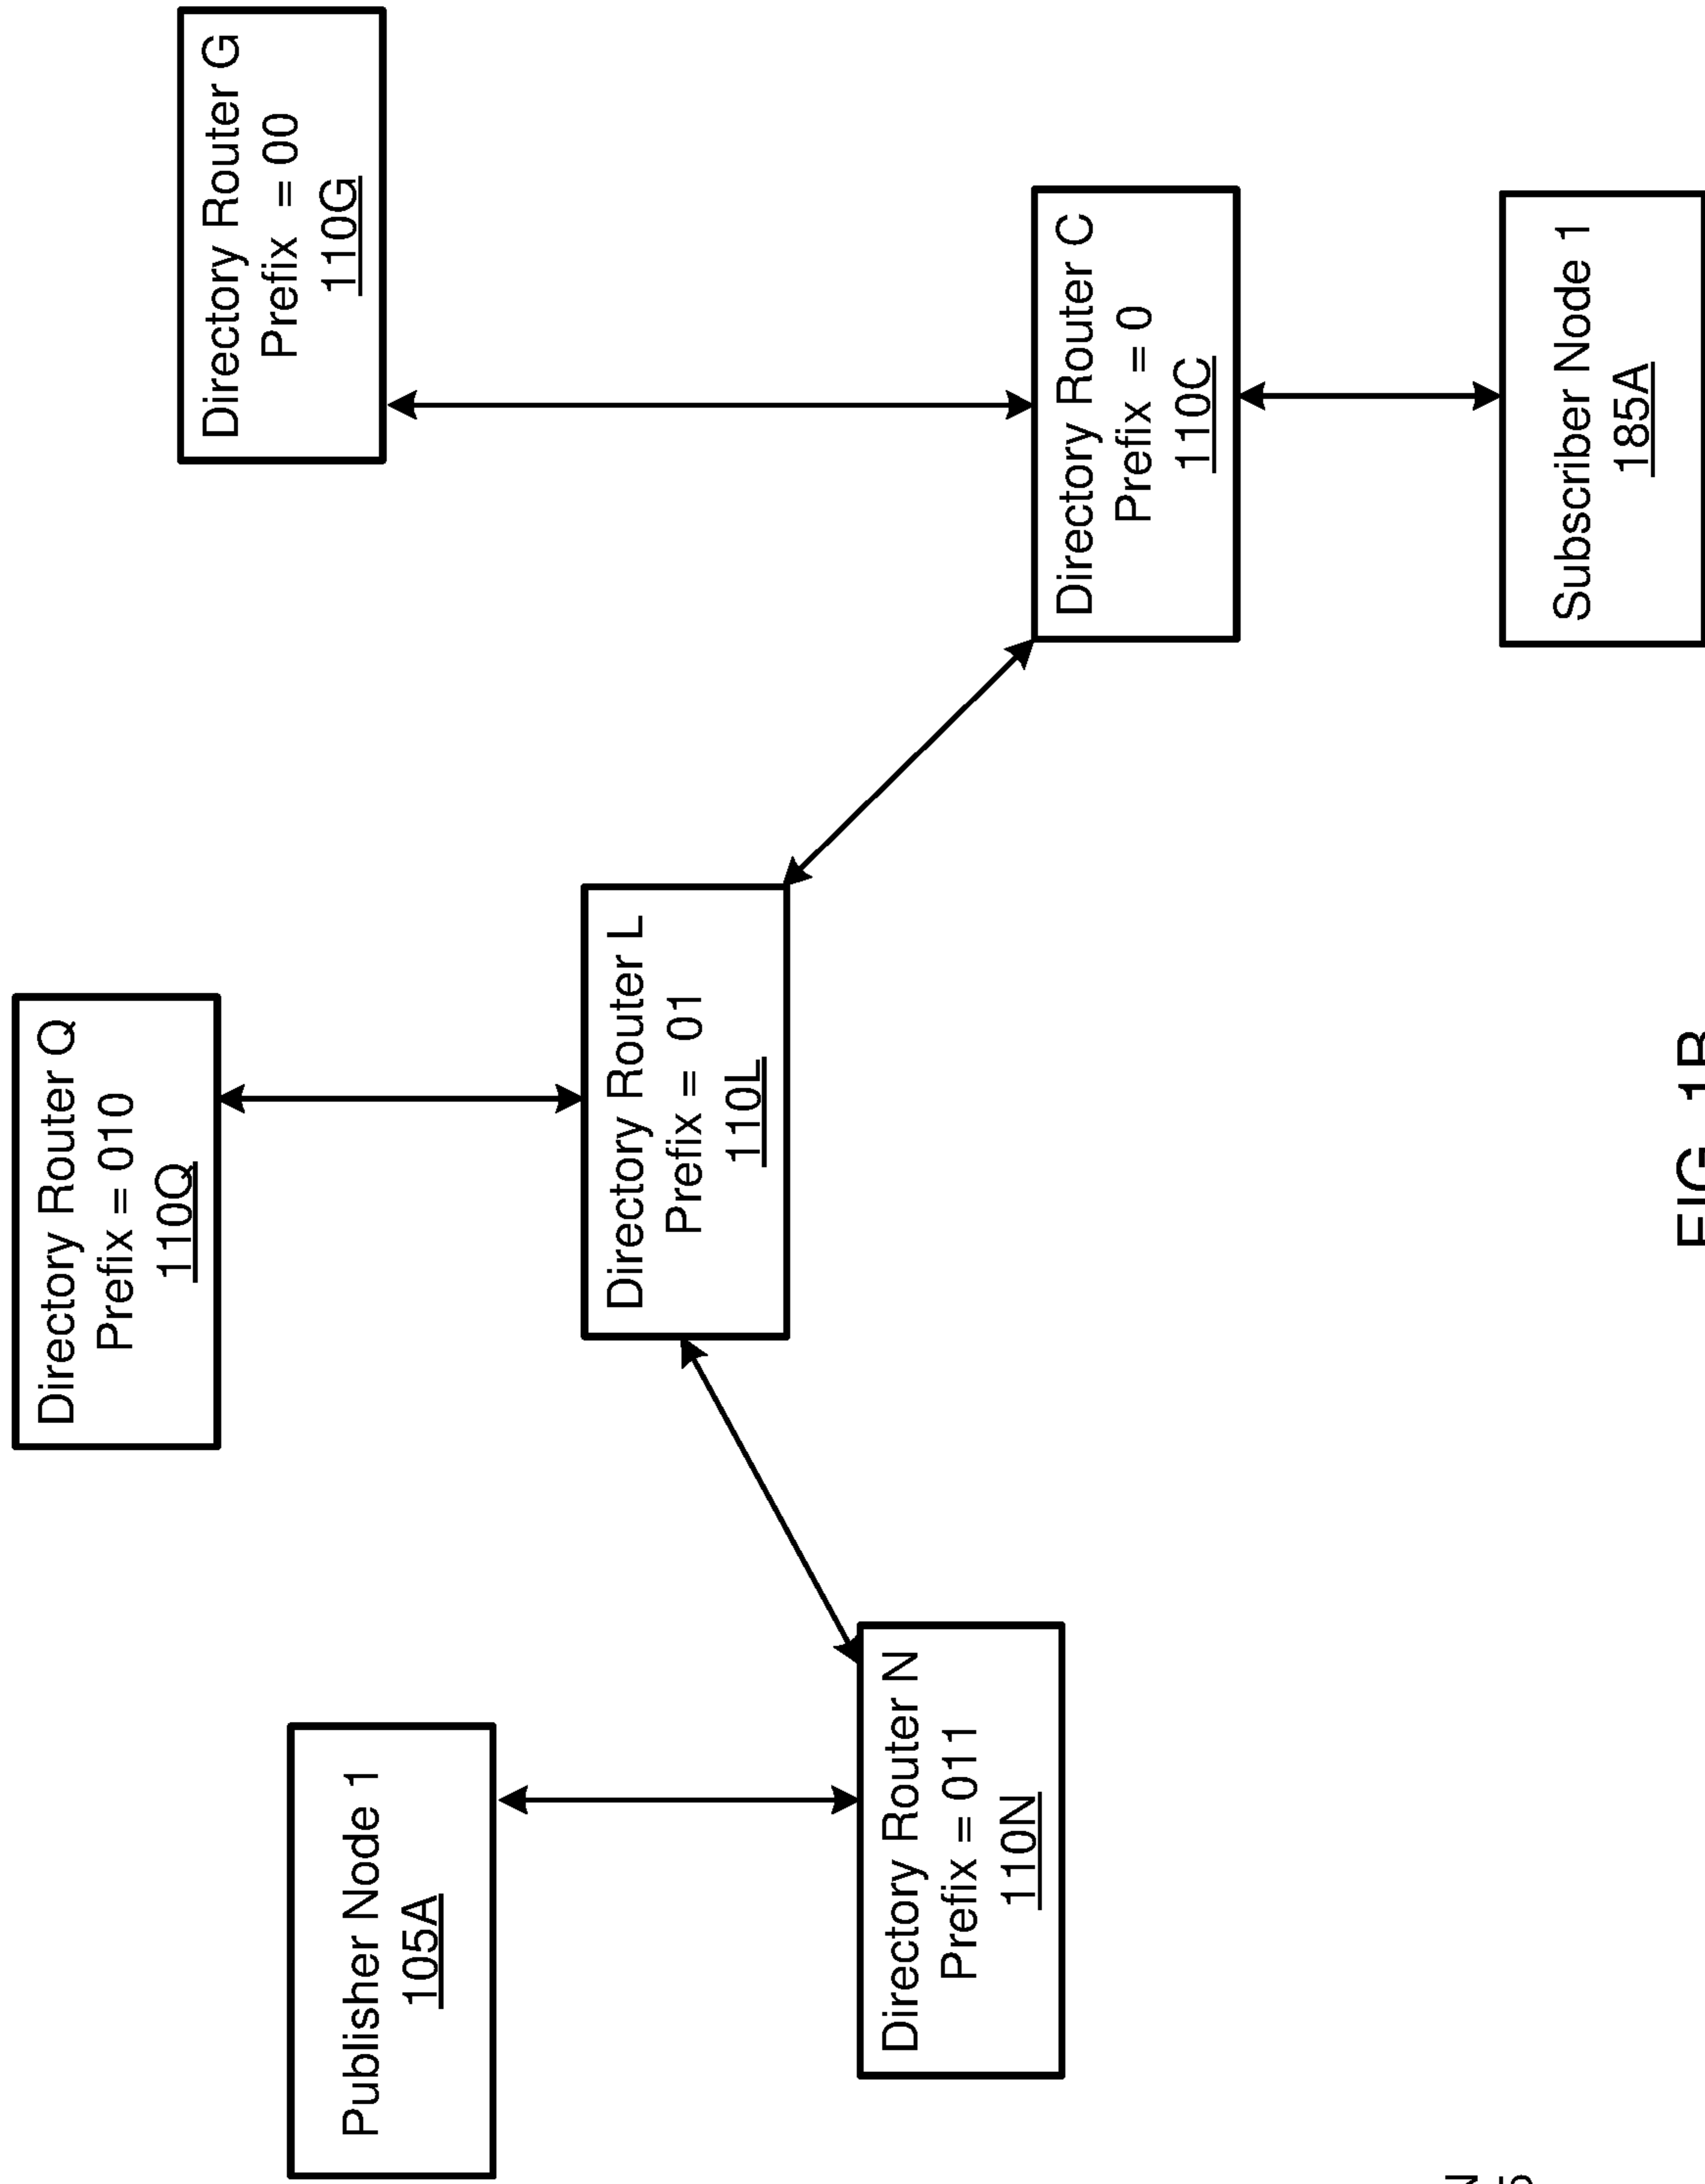 Publisher Node 1
105A
Directory Router Q
Prefix = 010
110Q
Directory Router G
Prefix = 00
110G
Directory Router L
Prefix = 01
110L
Directory Router N
Prefix = 011
110N
Directory Router C
Prefix = 0
110C
Subscriber Node 1
185A